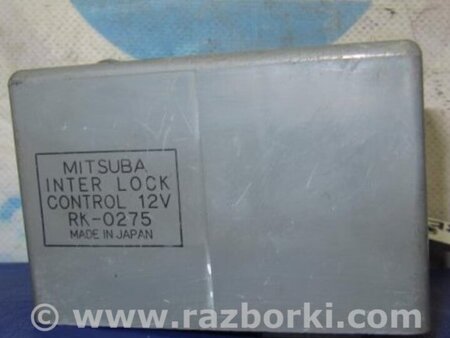 MITSUBA
INTER LOCK
CONTROL 12V
RK-0275
MADE IN JAPAN
© www.razborki.com